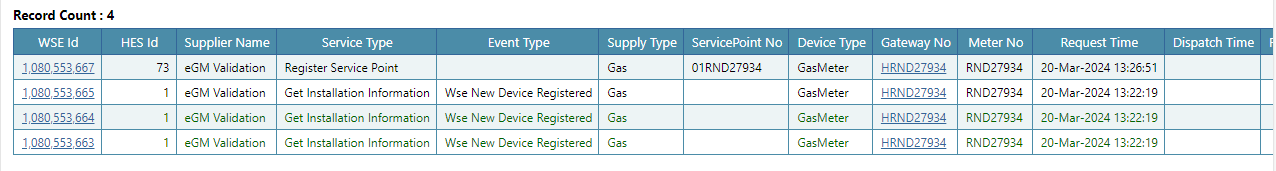 Record Count : 4
WSE Id HES Id Supplier Name Service Type Event Type Supply Type ServicePoint No Device Type Gateway No Meter No Request Time Dispatch Time
1,080,553,667 73 eGM Validation Register Service Point Gas 01RND27934 GasMeter HRND27934 RND27934 20-Mar-2024 13:26:51
1,080,553,665 1 eGM Validation Get Installation Information Wse New Device Registered Gas GasMeter HRND27934 RND27934 20-Mar-2024 13:22:19
1,080,553,664 1 eGM Validation Get Installation Information Wse New Device Registered Gas GasMeter HRND27934 RND27934 20-Mar-2024 13:22:19
1,080,553,663 1 eGM Validation Get Installation Information Wse New Device Registered Gas GasMeter HRND27934 RND27934 20-Mar-2024 13:22:19